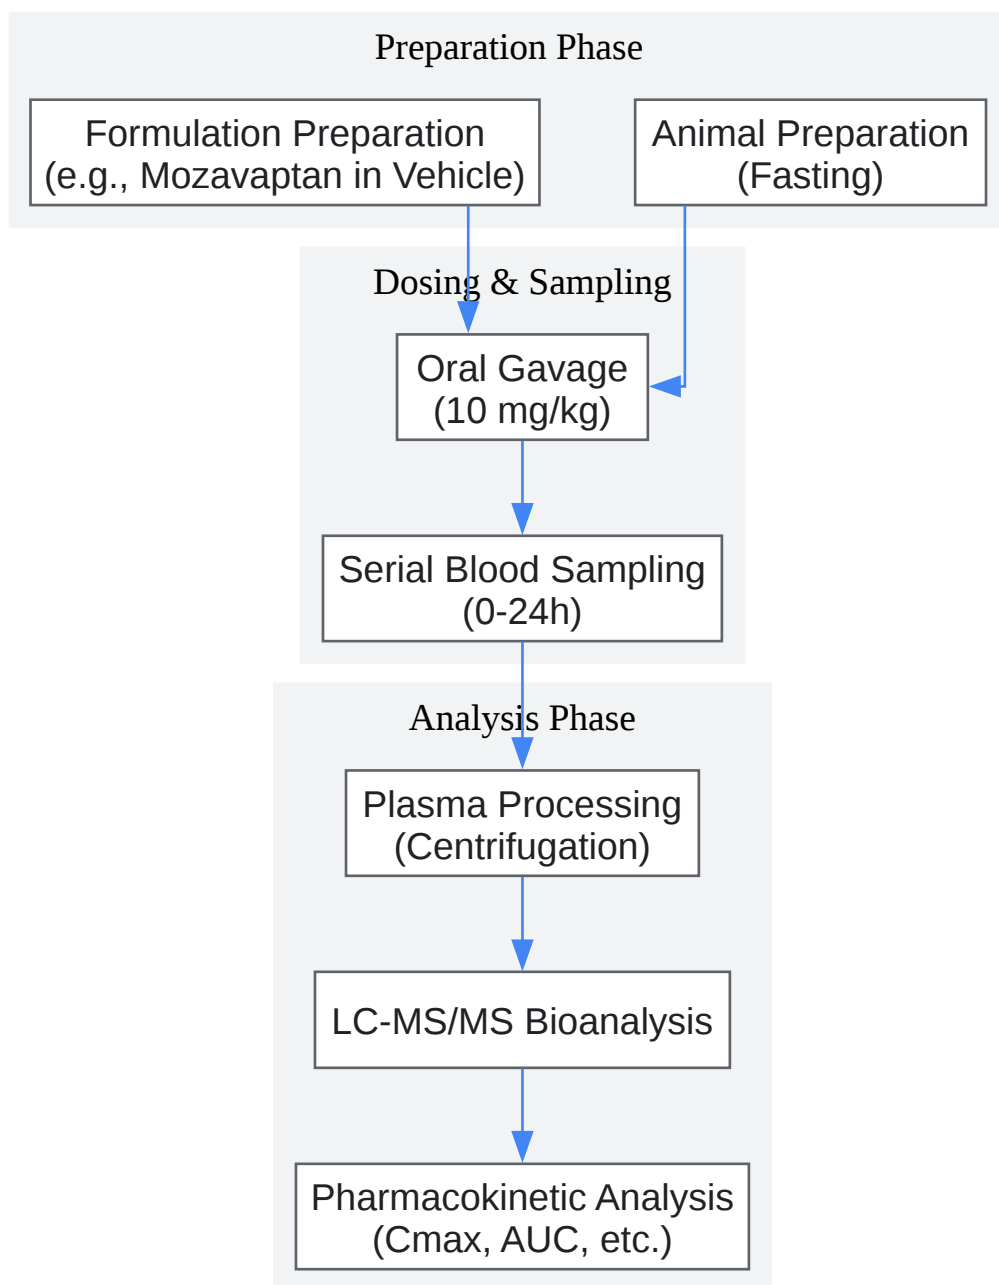 Preparation Phase
Formulation Preparation
(e.g., Mozavaptan in Vehicle)
Animal Preparation
(Fasting)
Dosing & Sampling
Oral Gavage
(10 mg/kg)
Serial Blood Sampling
(0-24h)
Analysis Phase
Plasma Processing
(Centrifugation)
LC-MS/MS Bioanalysis
Pharmacokinetic Analysis
(Cmax, AUC, etc.)